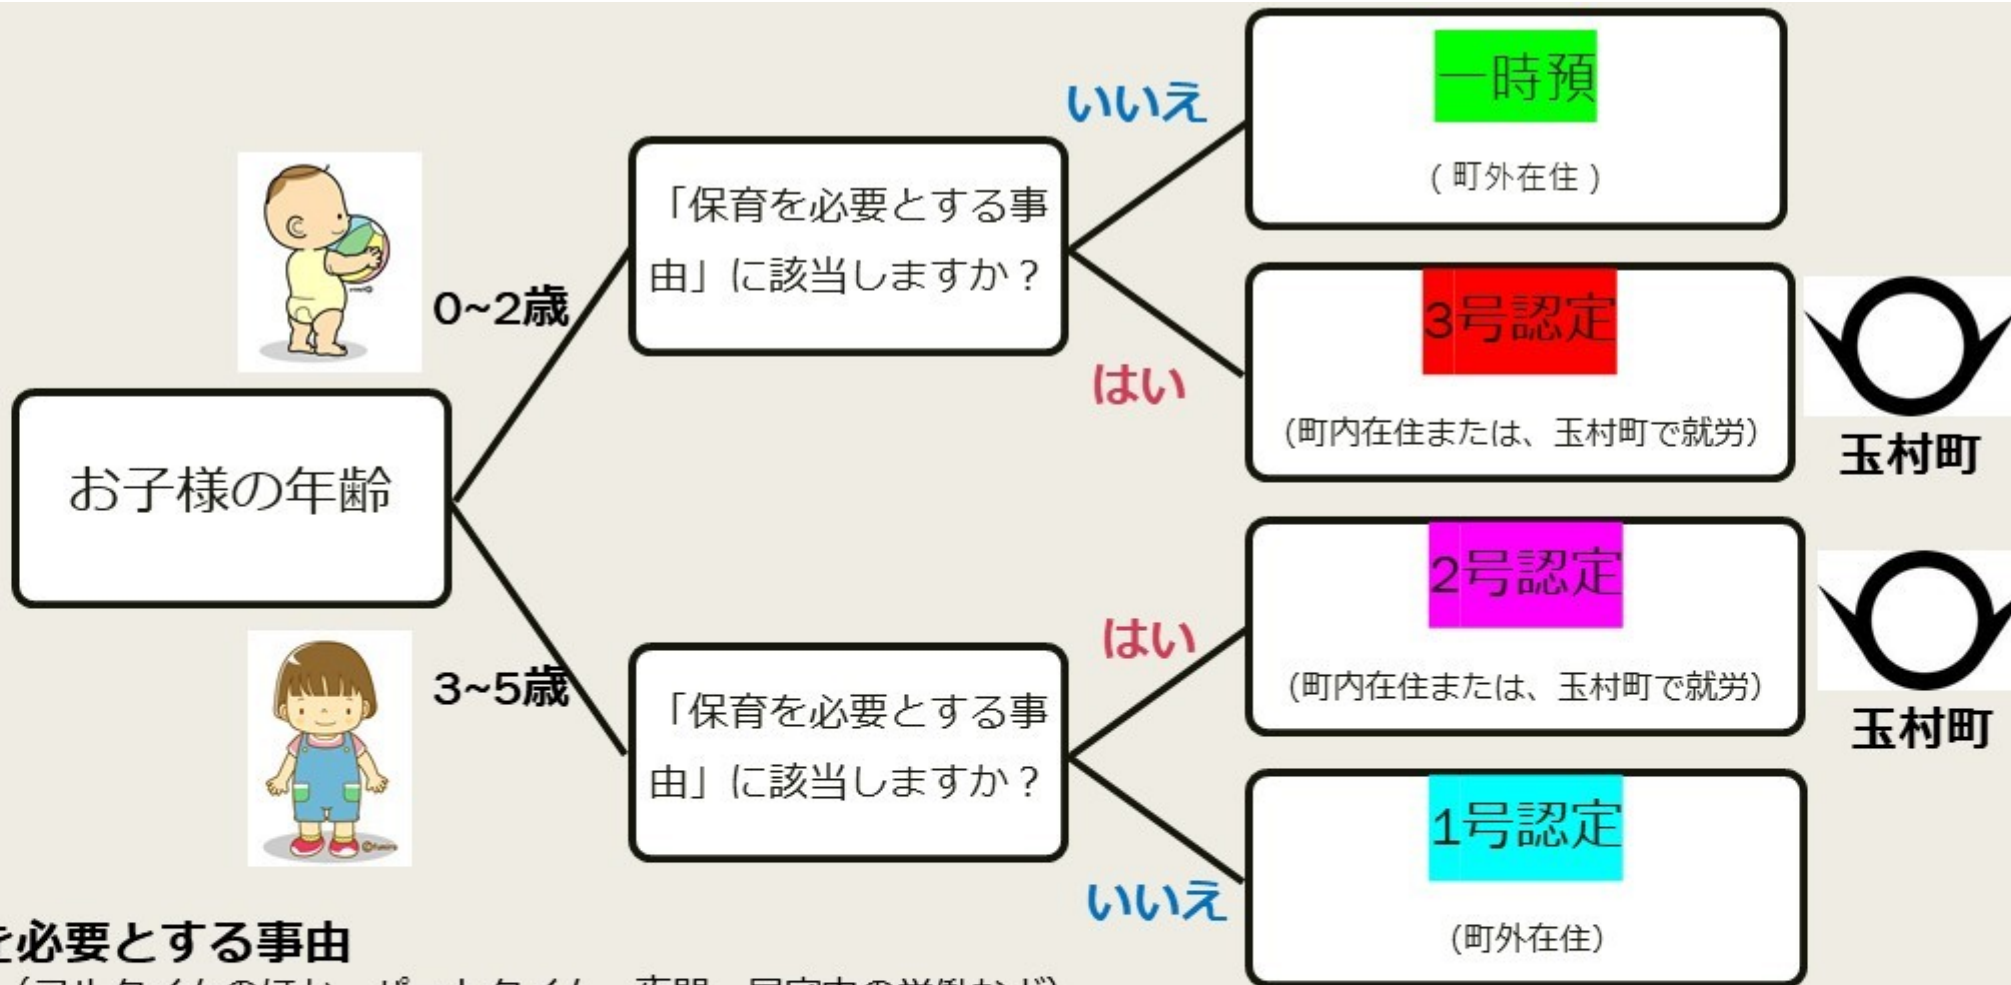 いいえ
一時預
( 町外在住 )
「保育を必要とする事
由」に該当しますか？
0~2歳
3号認定
はい
(町内在住または、玉村町で就労)
玉村町
お子様の年齢
2号認定
はい
(町内在住または、玉村町で就労)
玉村町
3~5歳
「保育を必要とする事
由」に該当しますか？
1号認定
いいえ
(町外在住)
を必要とする事由